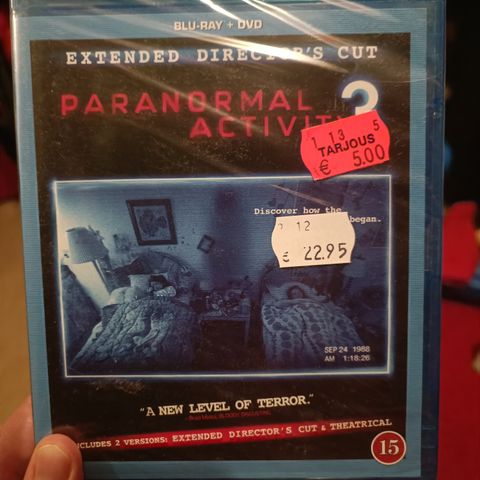 BLU-RAY + DVD
EXTENDED DIRECTOR'S CUT
PARANORMAL
ACTIVITY 3
1 13 5
TARJOUS
€ 5.00
Discover how the
began.
12
€ 22.95
SEP 24 1988
AM 1:18:26
"A NEW LEVEL OF TERROR."
BLOODY DISGUSTING
INCLUDES 2 VERSIONS: EXTENDED DIRECTOR'S CUT & THEATRICAL
15